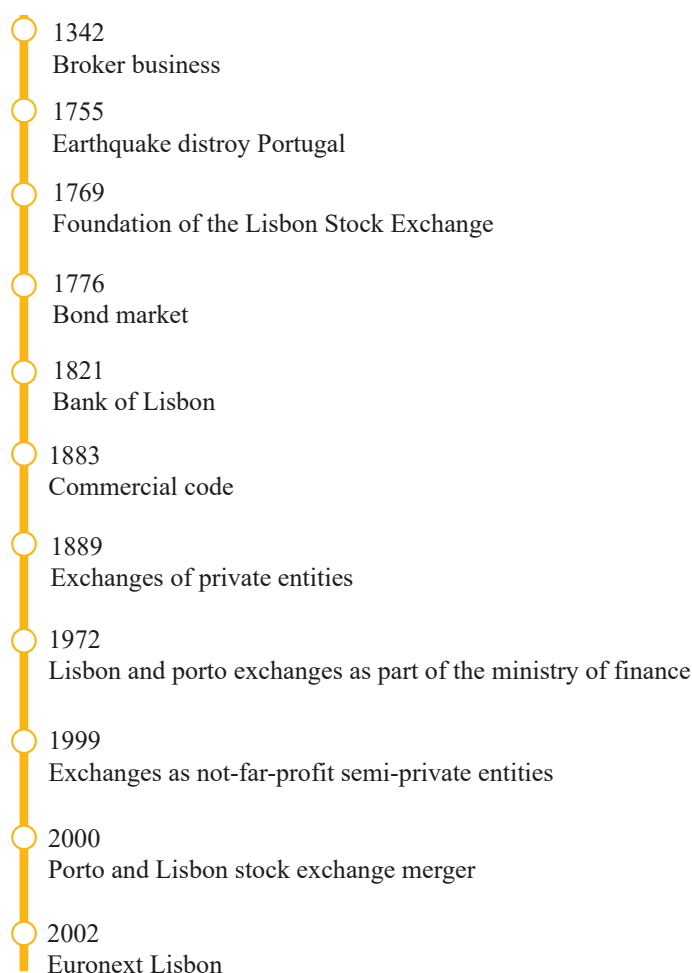 1342
Broker business
1755
Earthquake distroy Portugal
1769
Foundation of the Lisbon Stock Exchange
1776
Bond market
1821
Bank of Lisbon
1883
Commercial code
1889
Exchanges of private entities
1972
Lisbon and porto exchanges as part of the ministry of finance
1999
Exchanges as not-far-profit semi-private entities
2000
Porto and Lisbon stock exchange merger
2002
Euronext Lisbon